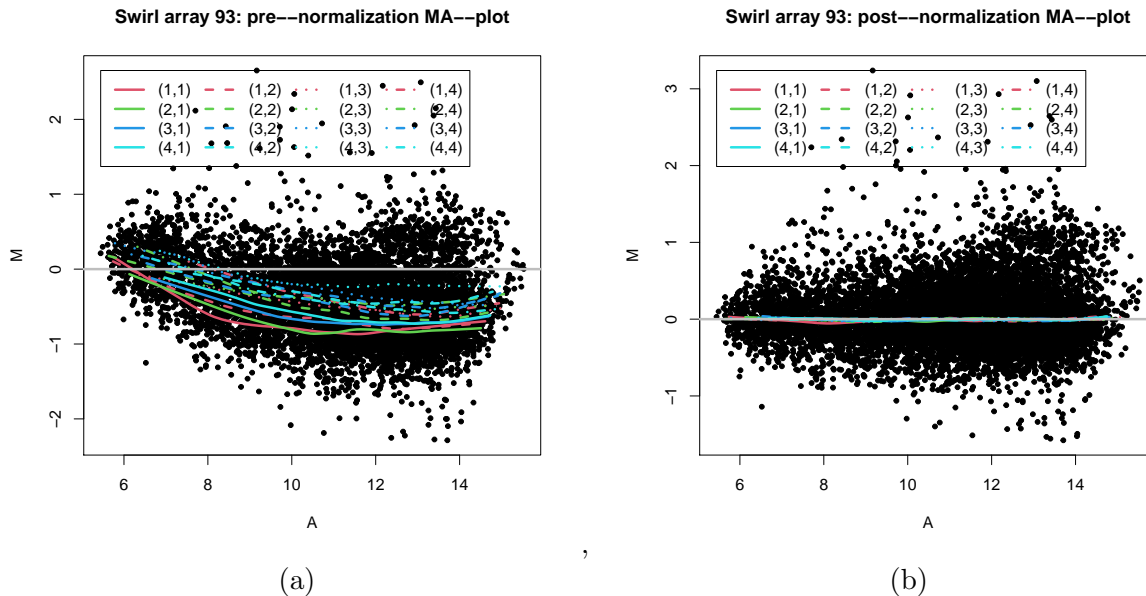 Swirl array 93: pre−−normalization MA−−plot
(1,1) (1,2) (1,3) (1,4)
(2,1) (2,2) (2,3) (2,4)
(3,1) (3,2) (3,3) (3,4)
(4,1) (4,2) (4,3) (4,4)
2
1
0
−1
−2
M
6 8 10 12 14
A
(a)
,
Swirl array 93: post−−normalization MA−−plot
(1,1) (1,2) (1,3) (1,4)
(2,1) (2,2) (2,3) (2,4)
(3,1) (3,2) (3,3) (3,4)
(4,1) (4,2) (4,3) (4,4)
3
2
1
0
−1
M
6 8 10 12 14
A
(b)